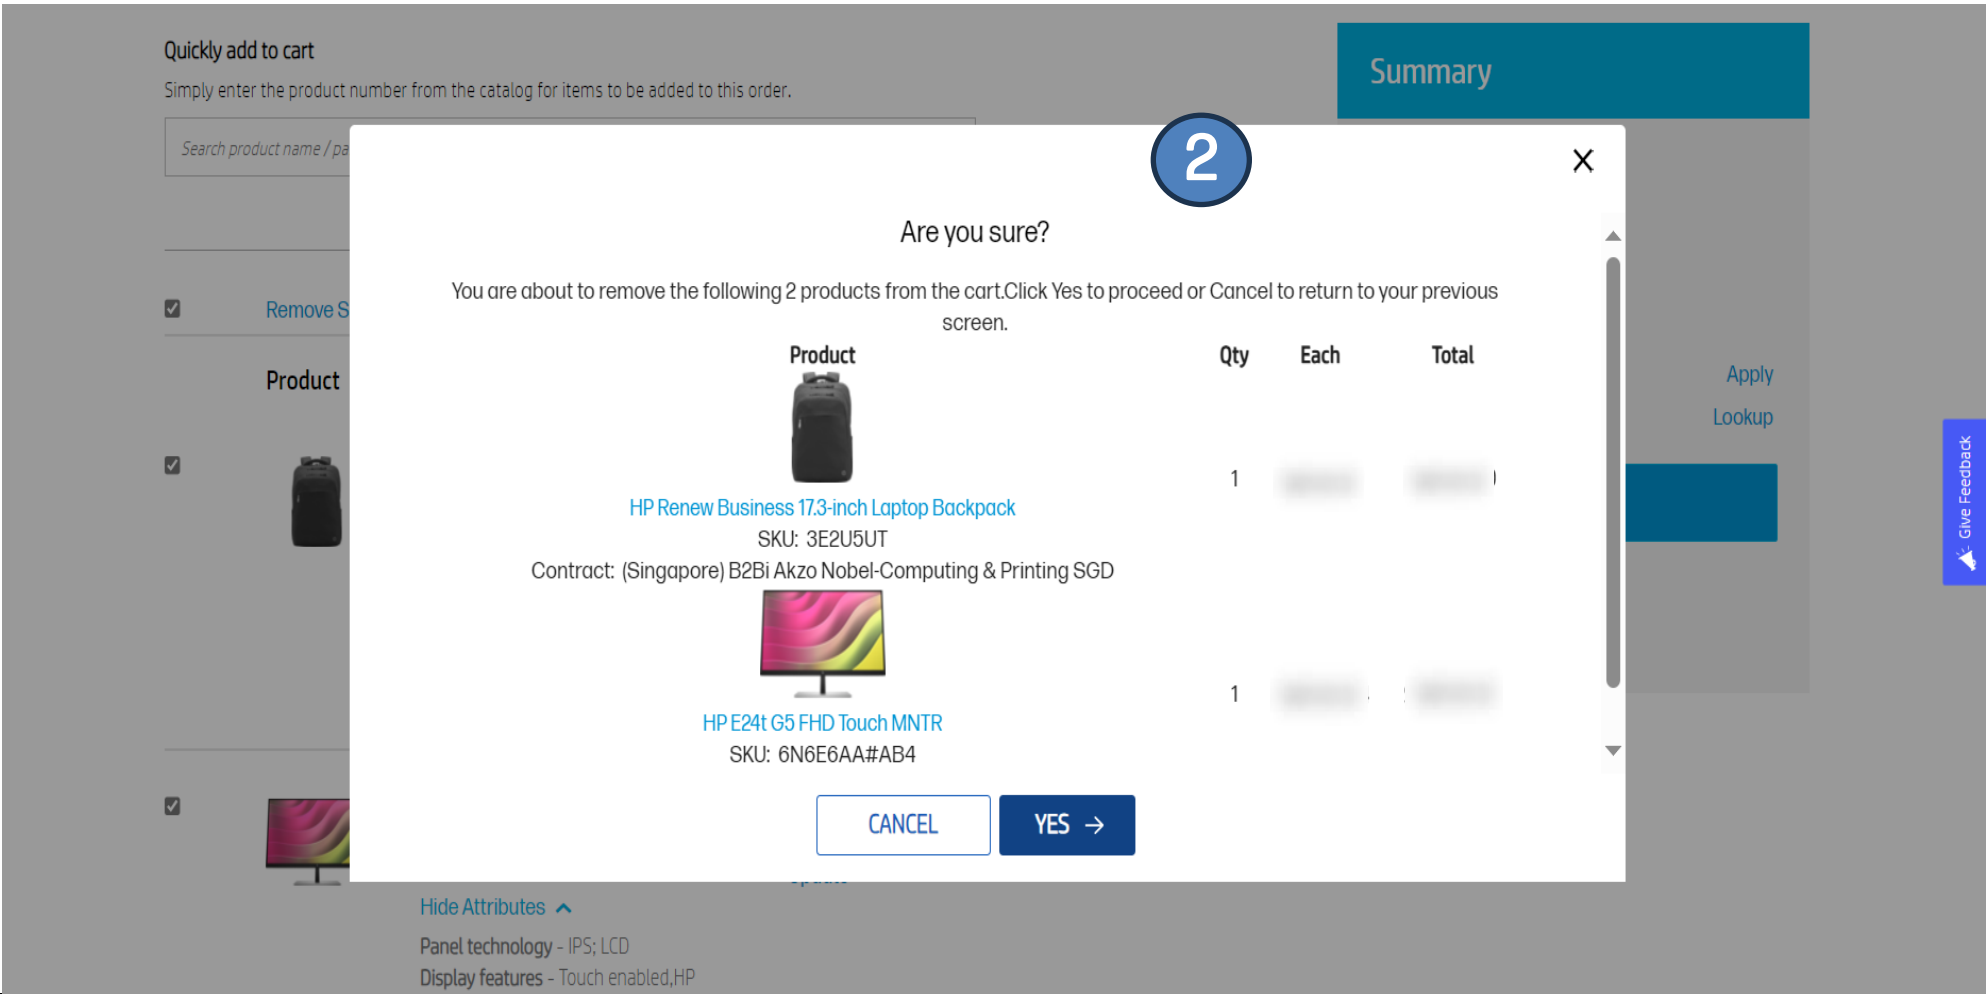 Quickly add to cart
Simply enter the product number from the catalog for items to be added to this order.
Search product name / pa
Summary
2
X
Are you sure?
You are about to remove the following 2 products from the cart.Click Yes to proceed or Cancel to return to your previous
screen.
Remove S
Product
Product Qty Each Total
Apply
Lookup
1
HP Renew Business 17.3-inch Laptop Backpack
SKU: 3E2U5UT
Contract: (Singapore) B2Bi Akzo Nobel-Computing & Printing SGD
1
HP E24t G5 FHD Touch MNTR
SKU: 6N6E6AA#AB4
CANCEL
YES →
Give Feedback
Hide Attributes
Panel technology - IPS; LCD
Display features - Touch enabled,HP